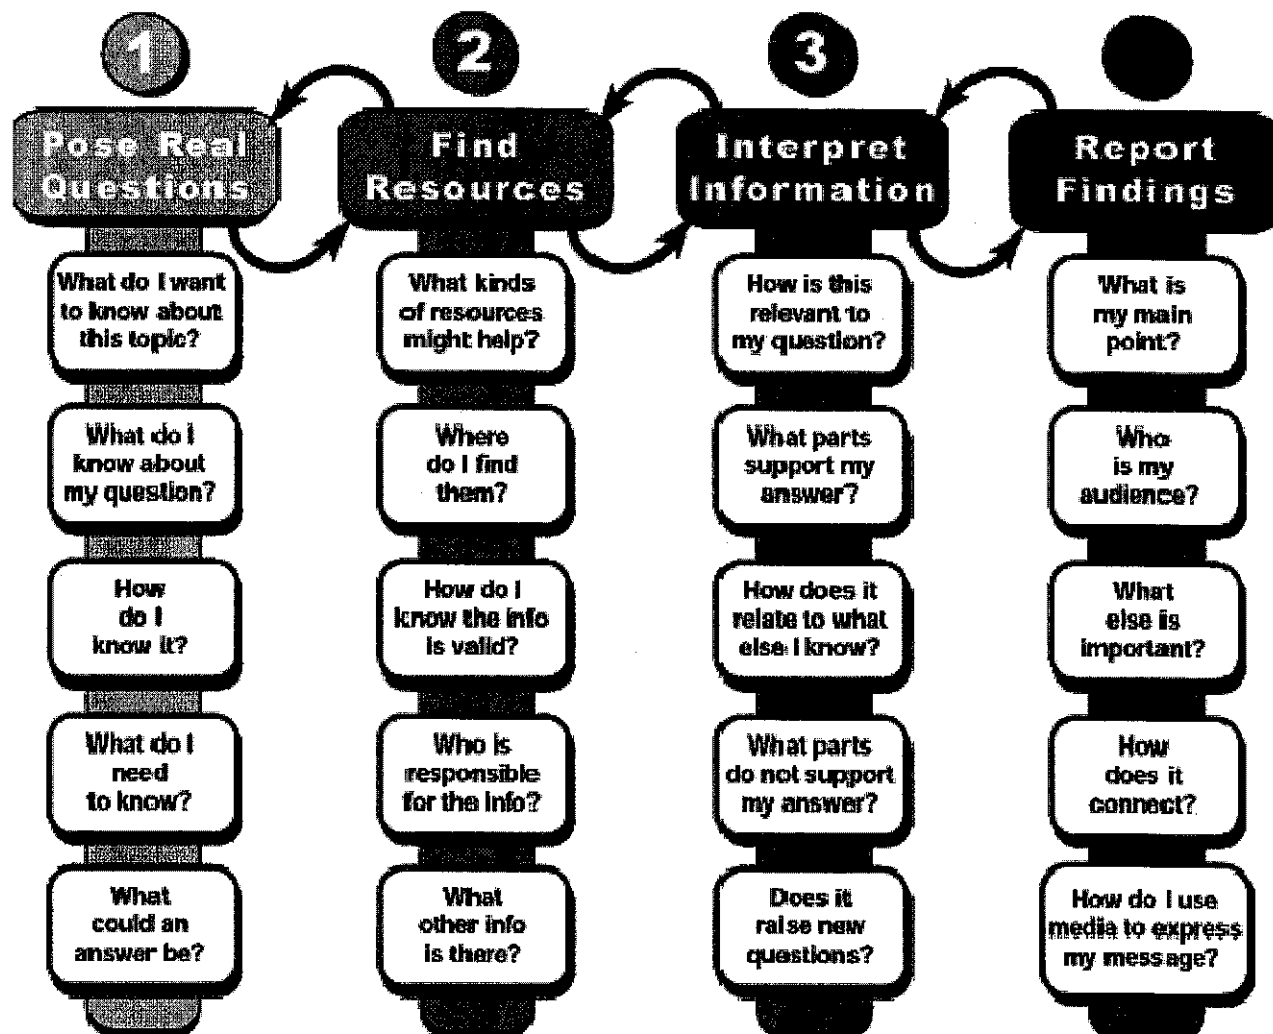 1
2
3
Pose Real
Questions
Find
Resources
Interpret
Information
Report
Findings
What do I want
to know about
this topic?
What do I
know about
my question?
How
do I
know it?
What do I
need
to know?
What
could an
answer be?
What kinds
of resources
might help?
Where
do I find
them?
How do I
know the info
is valid?
Who is
responsible
for the info?
What
other info
is there?
How is this
relevant to
my question?
What parts
support my
answer?
How does it
relate to what
else I know?
What parts
do not support
my answer?
Does it
raise new
questions?
What is
my main
point?
Who
is my
audience?
What
else is
important?
How
does it
connect?
How do I use
media to express
my message?